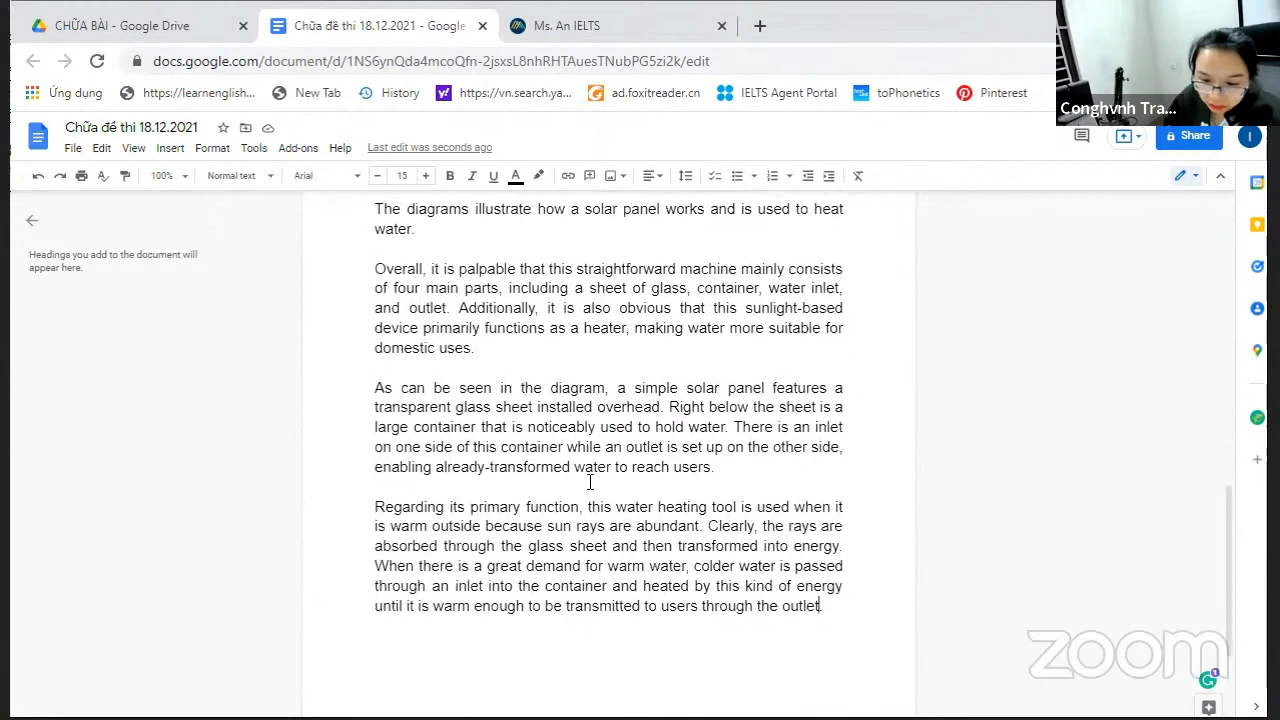 CHỮA BÀI - Google Drive
Chữa đề thi 18.12.2021 - Google
Ms. An IELTS
docs.google.com/document/d/1NS6ynQda4mcoQfn-2jsxsL8nhRHTAuesTNubPG5zi2k/edit
Ứng dụng
https://learnenglish...
New Tab
History
https://vn.search.ya...
ad.foxitreader.cn
IELTS Agent Portal
toPhonetics
Pinterest
Conghvnh Tra...
Chữa đề thi 18.12.2021
File Edit View Insert Format Tools Add-ons Help Last edit was seconds ago
Share
I
100% Normal text Arial 15
Headings you add to the document will
appear here.
The diagrams illustrate how a solar panel works and is used to heat
water.
Overall, it is palpable that this straightforward machine mainly consists
of four main parts, including a sheet of glass, container, water inlet,
and outlet. Additionally, it is also obvious that this sunlight-based
device primarily functions as a heater, making water more suitable for
domestic uses.
As can be seen in the diagram, a simple solar panel features a
transparent glass sheet installed overhead. Right below the sheet is a
large container that is noticeably used to hold water. There is an inlet
on one side of this container while an outlet is set up on the other side,
enabling already-transformed water to reach users.
Regarding its primary function, this water heating tool is used when it
is warm outside because sun rays are abundant. Clearly, the rays are
absorbed through the glass sheet and then transformed into energy.
When there is a great demand for warm water, colder water is passed
through an inlet into the container and heated by this kind of energy
until it is warm enough to be transmitted to users through the outlet
zoom